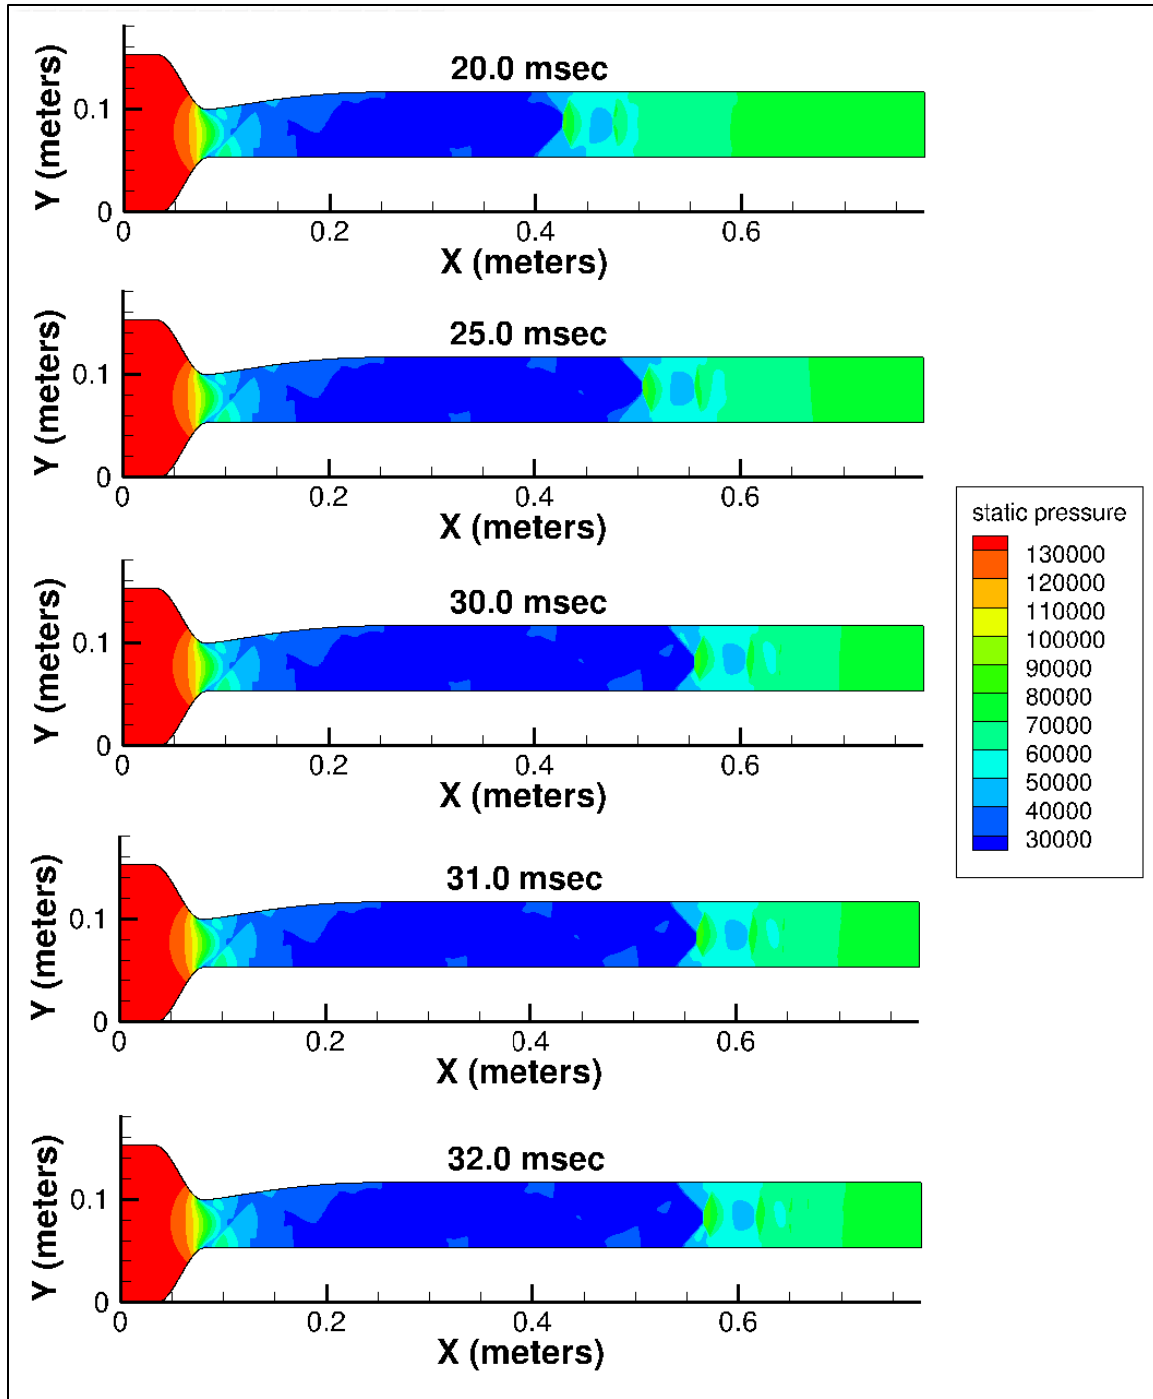 20.0 msec
Y (meters)
0.1
0
0 0.2 0.4 0.6
X (meters)
25.0 msec
Y (meters)
0.1
0
0 0.2 0.4 0.6
X (meters)
static pressure
130000
120000
110000
100000
90000
80000
70000
60000
50000
40000
30000
30.0 msec
Y (meters)
0.1
0
0 0.2 0.4 0.6
X (meters)
31.0 msec
Y (meters)
0.1
0
0 0.2 0.4 0.6
X (meters)
32.0 msec
Y (meters)
0.1
0
0 0.2 0.4 0.6
X (meters)